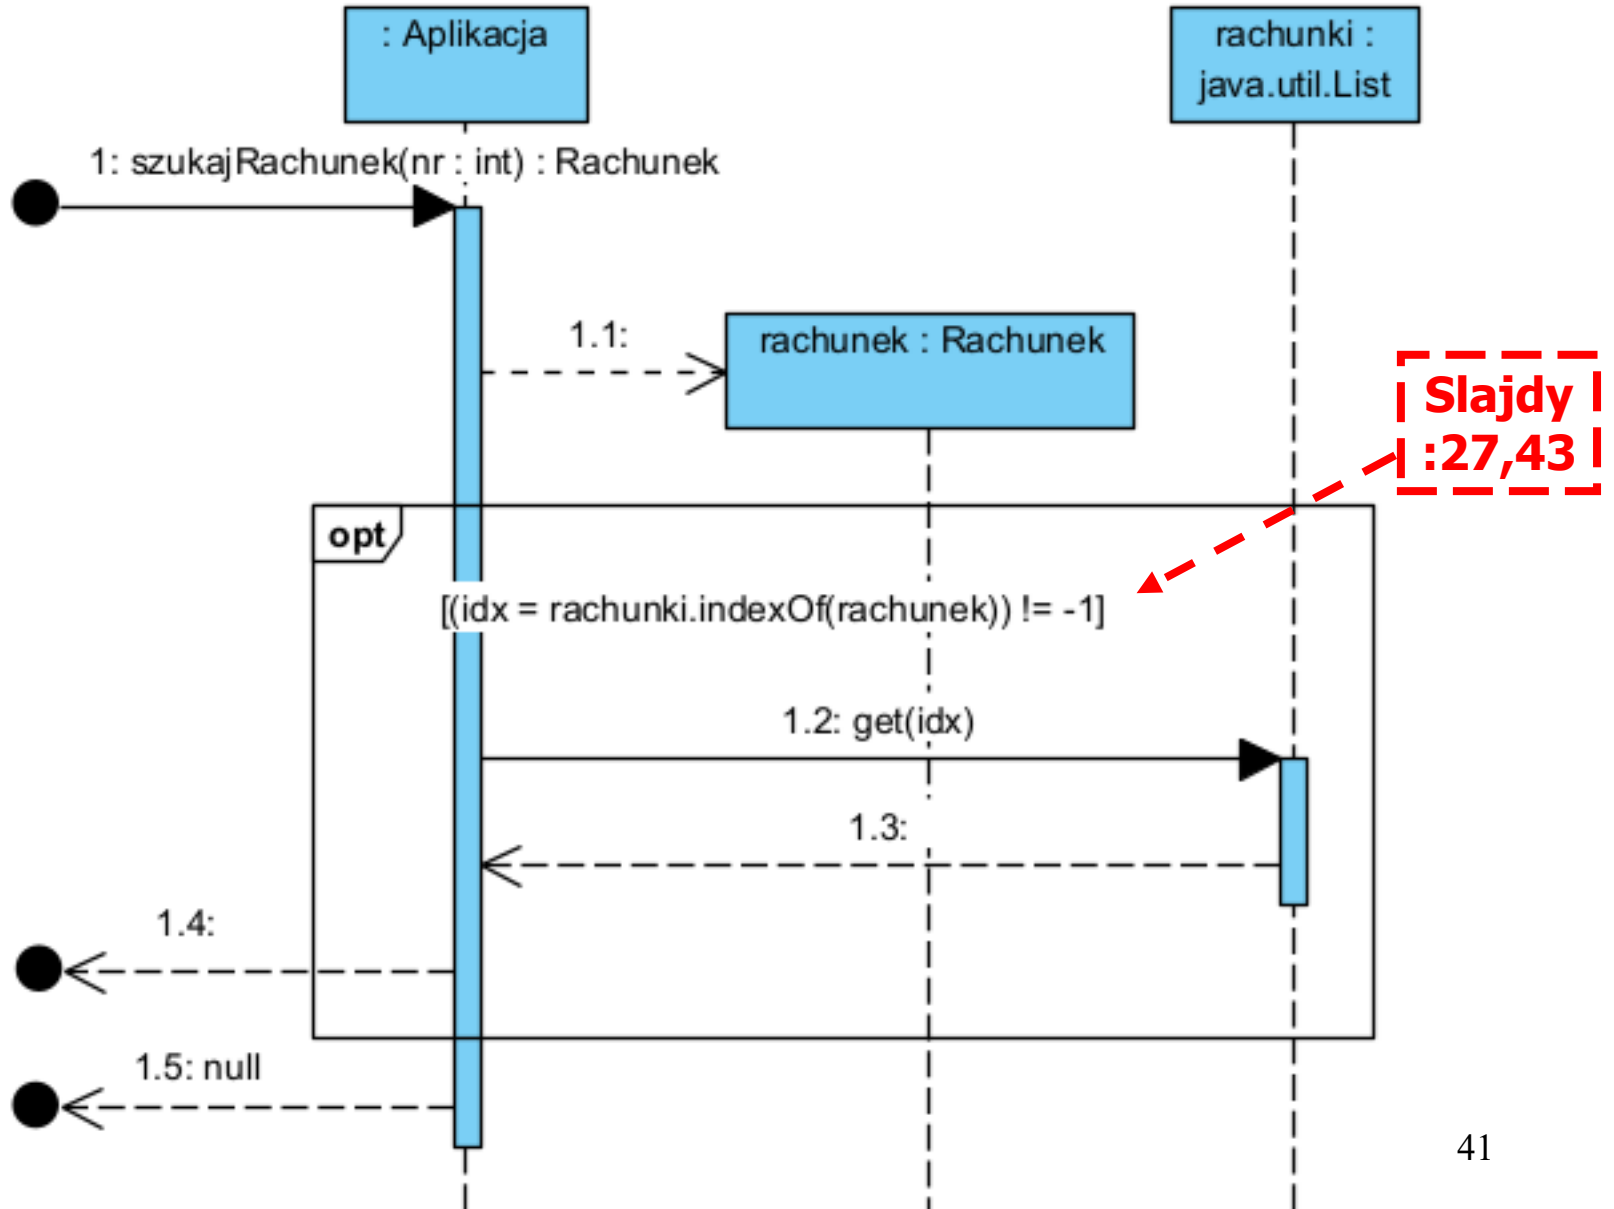 : Aplikacja
rachunki :
java.util.List
1: szukajRachunek(nr : int) : Rachunek
1.1:
rachunek : Rachunek
Slajdy
:27,43
opt
[(idx = rachunki.indexOf(rachunek)) != -1]
1.2: get(idx)
1.3:
1.4:
1.5: null
41